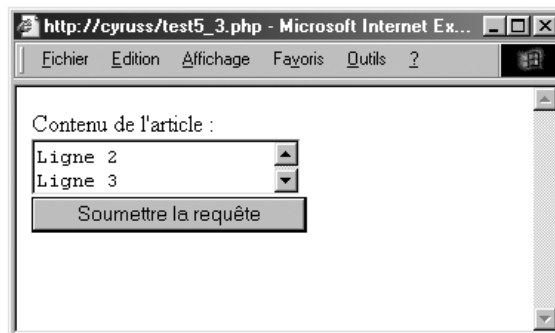 http://cyruss/test5_3.php - Microsoft Internet Ex...
Fichier Edition Affichage Favoris Outils ?
Contenu de l'article :
Ligne 2
Ligne 3
Soumettre la requête